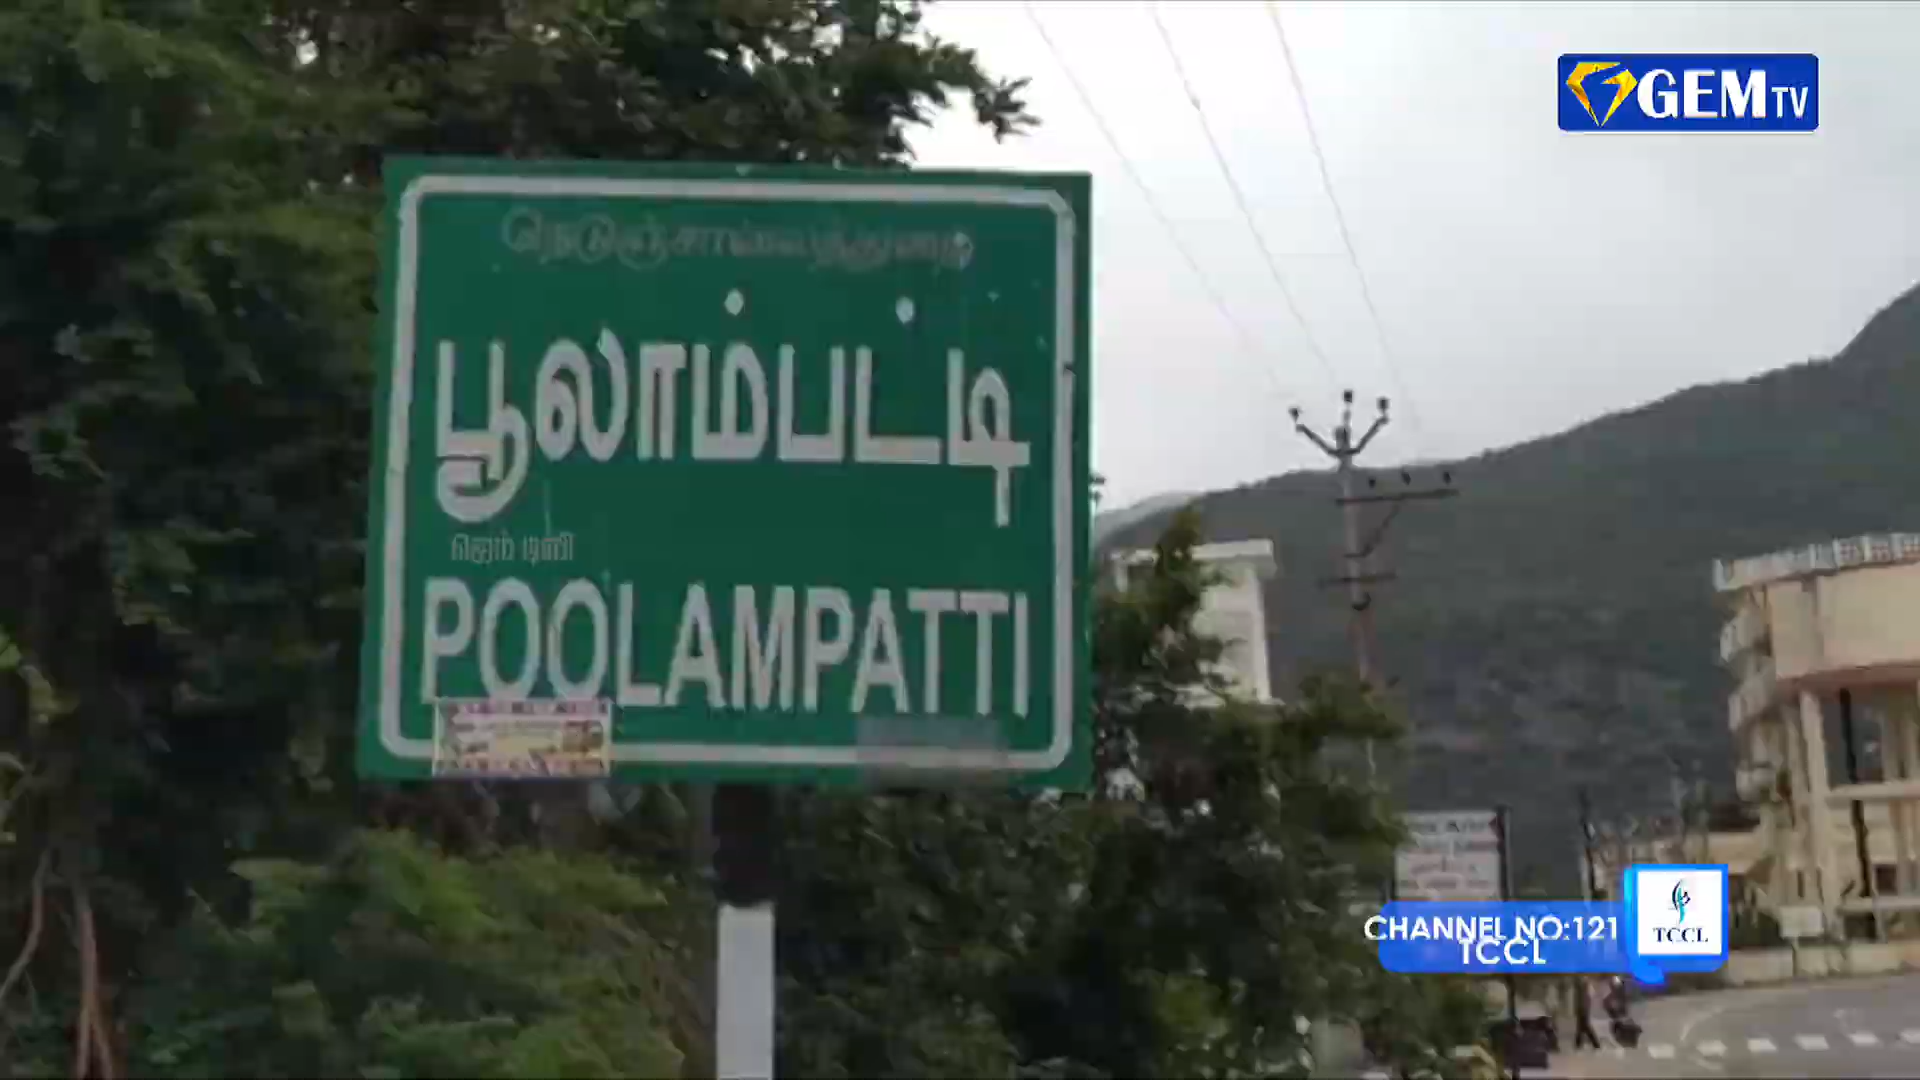 GEM TV
நெடுஞ்சாலைத்துறை
பூலாம்பட்டி
ஜெம் டிவி
POOLAMPATTI
CHANNEL NO:121
TCCL
TCCL